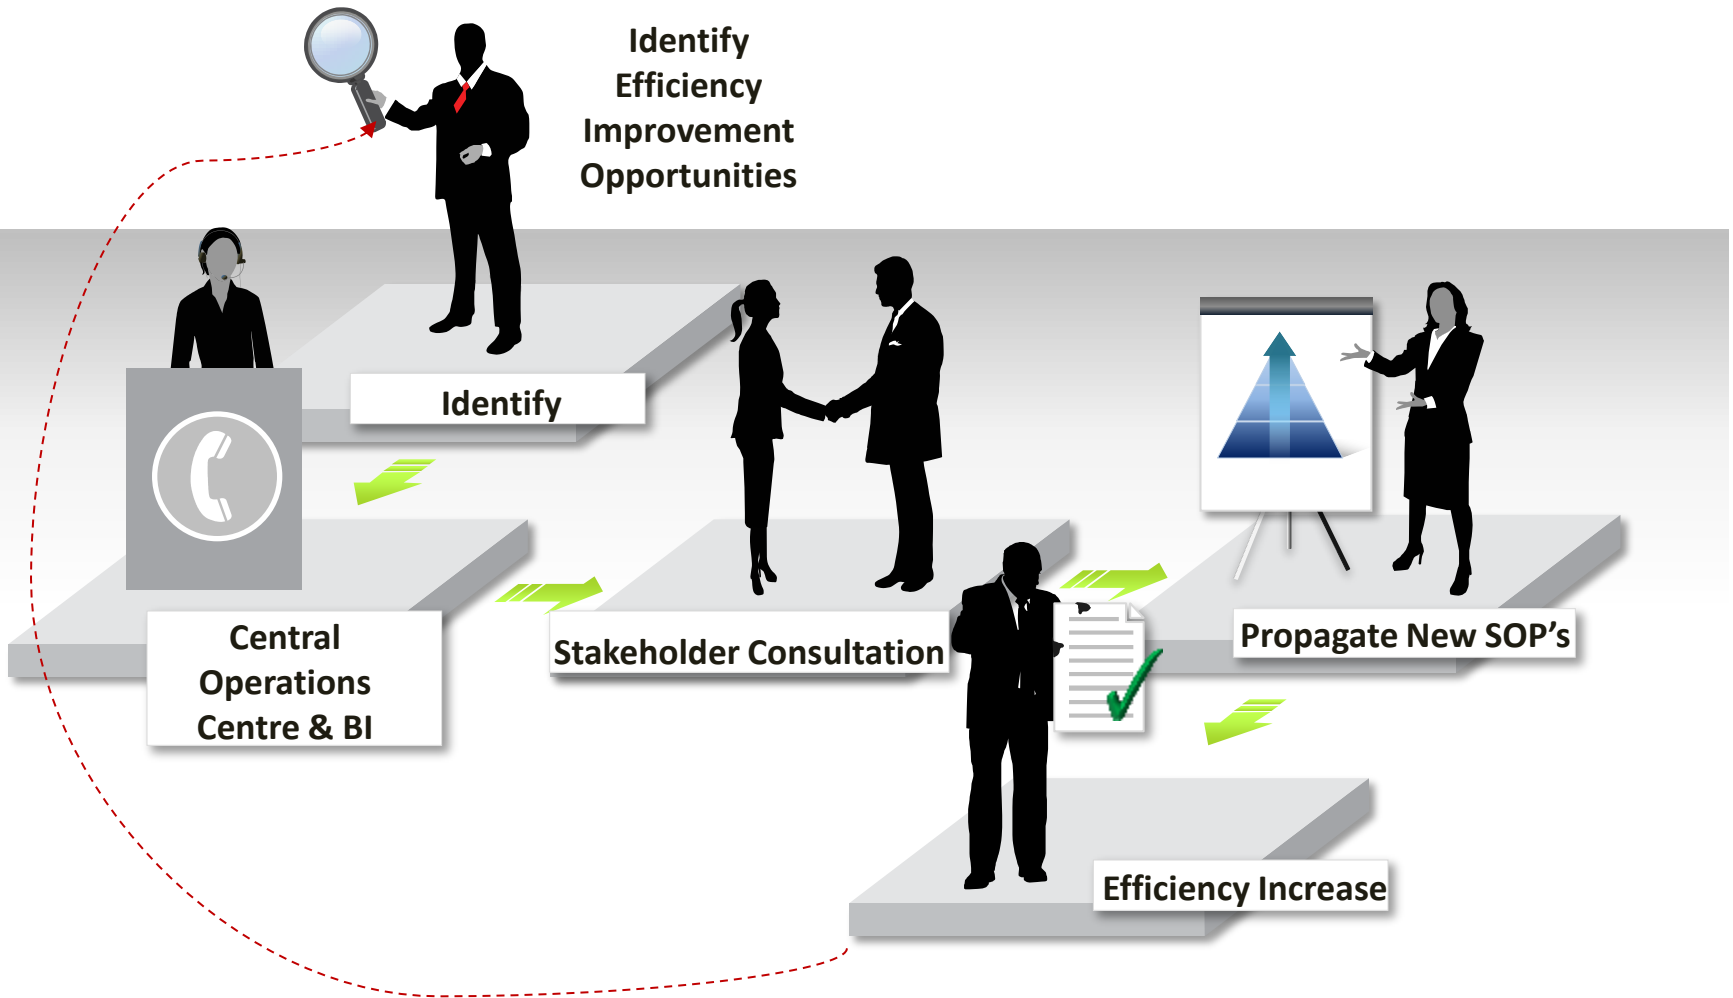 Identify
Efficiency
Improvement
Opportunities
Identify
Central
Operations
Centre & BI
Stakeholder Consultation
Propagate New SOP's
Efficiency Increase